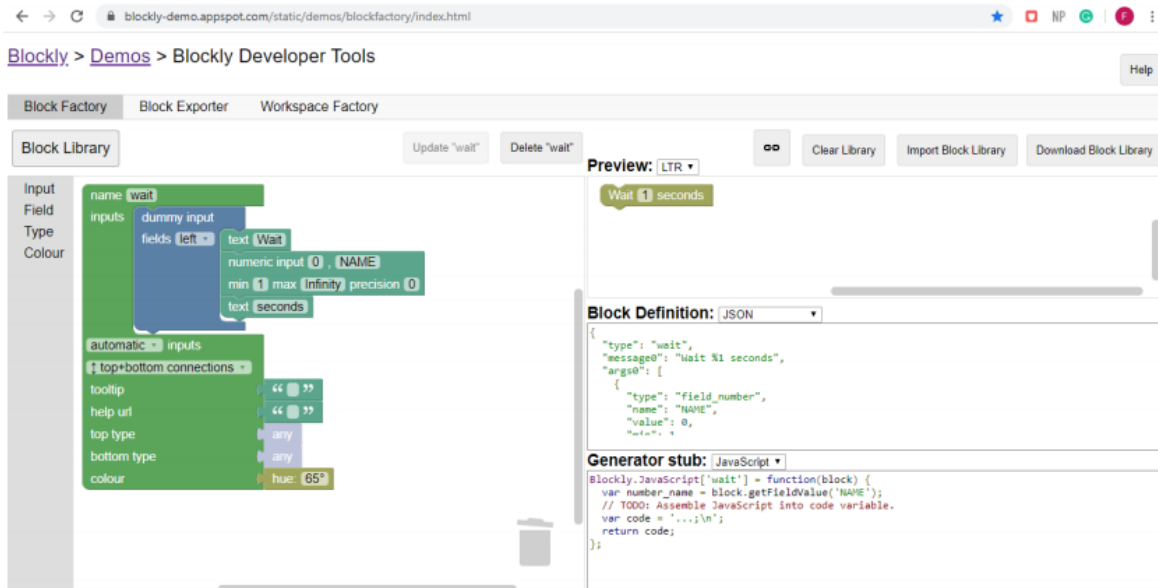 blockly-demo.appspot.com/static/demos/blockfactory/index.html
NP
F
Blockly > Demos > Blockly Developer Tools
Help
Block Factory Block Exporter Workspace Factory
Block Library
Update "wait"
Delete "wait"
Clear Library
Import Block Library
Download Block Library
Input
Field
Type
Colour
name wait
inputs dummy input
fields left text Wait
numeric input 0 , NAME
min 1 max Infinity precision 0
text seconds
automatic inputs
↕ top+bottom connections
tooltip “ ”
help url “ ”
top type any
bottom type any
colour hue: 65°
Preview: LTR
Wait 1 seconds
Block Definition: JSON
{
"type": "wait",
"message0": "Wait %1 seconds",
"args0": [
{
"type": "field_number",
"name": "NAME",
"value": 0,
"min": 1
Generator stub: JavaScript
Blockly.JavaScript['wait'] = function(block) {
var number_name = block.getFieldValue('NAME');
// TODO: Assemble JavaScript into code variable.
var code = '...;\n';
return code;
};